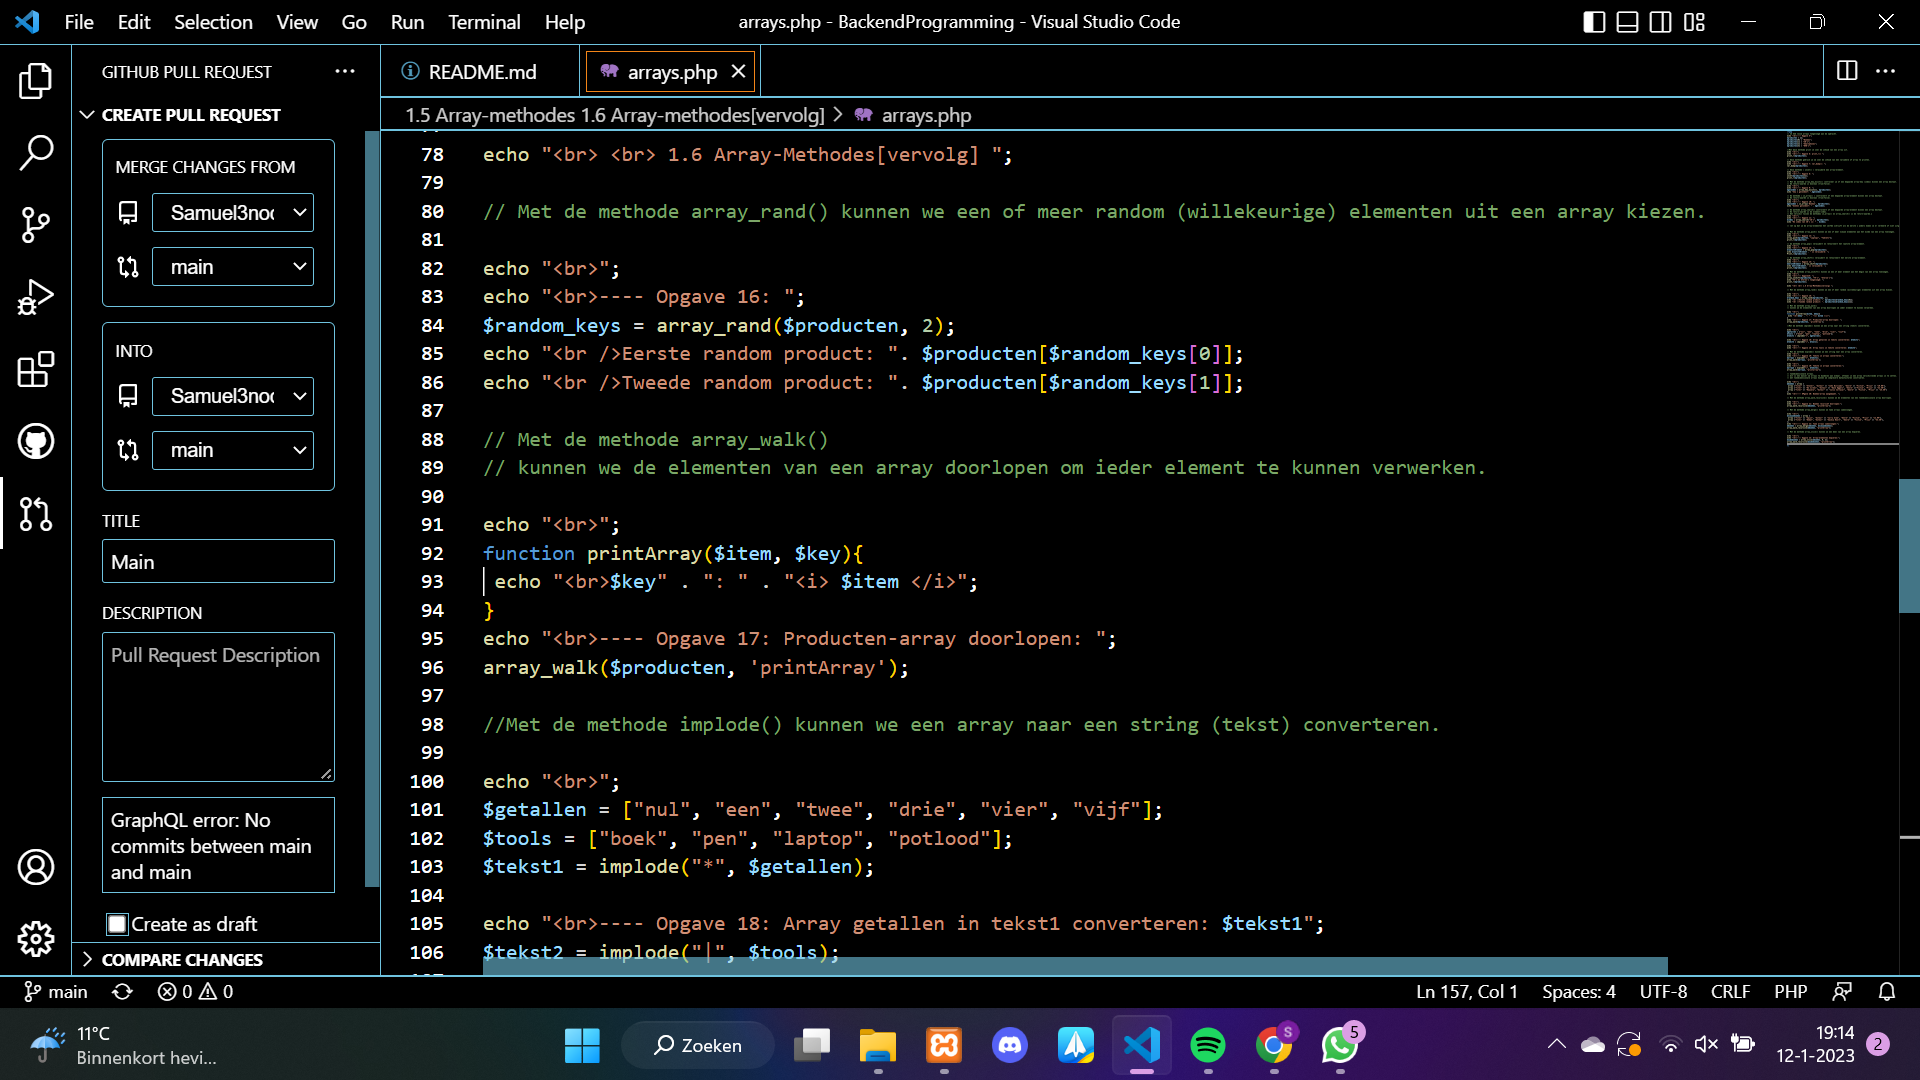 File Edit Selection View Go Run Terminal Help
arrays.php - BackendProgramming - Visual Studio Code
GITHUB PULL REQUEST
CREATE PULL REQUEST
MERGE CHANGES FROM
Samuel3noc
main
INTO
Samuel3noc
main
TITLE
Main
DESCRIPTION
Pull Request Description
GraphQL error: No
commits between main
and main
Create as draft
COMPARE CHANGES
README.md
arrays.php
1.5 Array-methodes 1.6 Array-methodes[vervolg] > arrays.php
78 echo "<br> <br> 1.6 Array-Methodes[vervolg] ";
79
80 // Met de methode array_rand() kunnen we een of meer random (willekeurige) elementen uit een array kiezen.
81
82 echo "<br>";
83 echo "<br>---- Opgave 16: ";
84 $random_keys = array_rand($producten, 2);
85 echo "<br />Eerste random product: ". $producten[$random_keys[0]];
86 echo "<br />Tweede random product: ". $producten[$random_keys[1]];
87
88 // Met de methode array_walk()
89 // kunnen we de elementen van een array doorlopen om ieder element te kunnen verwerken.
90
91 echo "<br>";
92 function printArray($item, $key){
93 echo "<br>$key" . ": " . "<i> $item </i>";
94 }
95 echo "<br>---- Opgave 17: Producten-array doorlopen: ";
96 array_walk($producten, 'printArray');
97
98 //Met de methode implode() kunnen we een array naar een string (tekst) converteren.
99
100 echo "<br>";
101 $getallen = ["nul", "een", "twee", "drie", "vier", "vijf"];
102 $tools = ["boek", "pen", "laptop", "potlood"];
103 $tekst1 = implode("*", $getallen);
104
105 echo "<br>---- Opgave 18: Array getallen in tekst1 converteren: $tekst1";
106 $tekst2 = implode("|", $tools);
main 0 0
Ln 157, Col 1 Spaces: 4 UTF-8 CRLF PHP
11°C
Binnenkort hevi...
Zoeken
S
5
19:14
12-1-2023
2